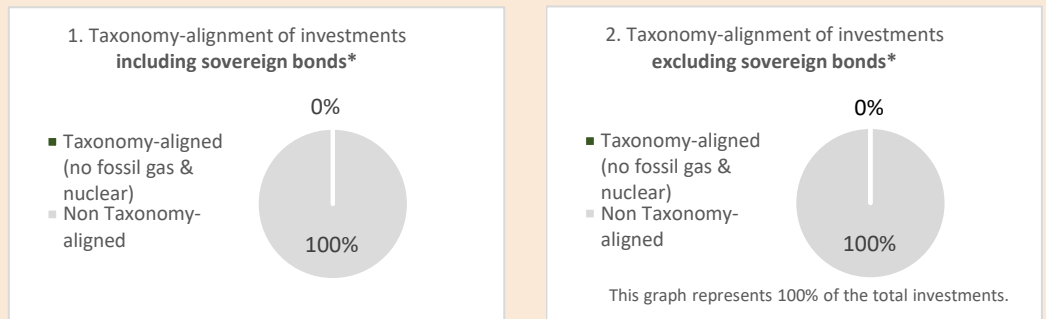 1. Taxonomy-alignment of investments
including sovereign bonds*
0%
Taxonomy-aligned
(no fossil gas &
nuclear)
Non Taxonomy-
aligned
100%
2. Taxonomy-alignment of investments
excluding sovereign bonds*
0%
Taxonomy-aligned
(no fossil gas &
nuclear)
Non Taxonomy-
aligned
100%
This graph represents 100% of the total investments.